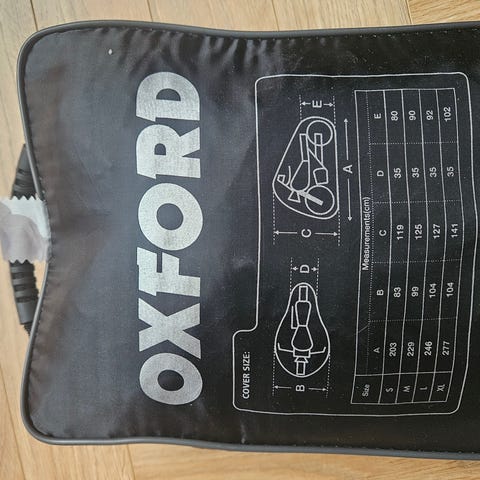 OXFORD
COVER SIZE:
B
D
C
A
E
Measurements(cm)
Size A B C D E
S 203 83 119 35 80
M 229 99 125 35 90
L 246 104 127 35 92
XL 277 104 141 35 102